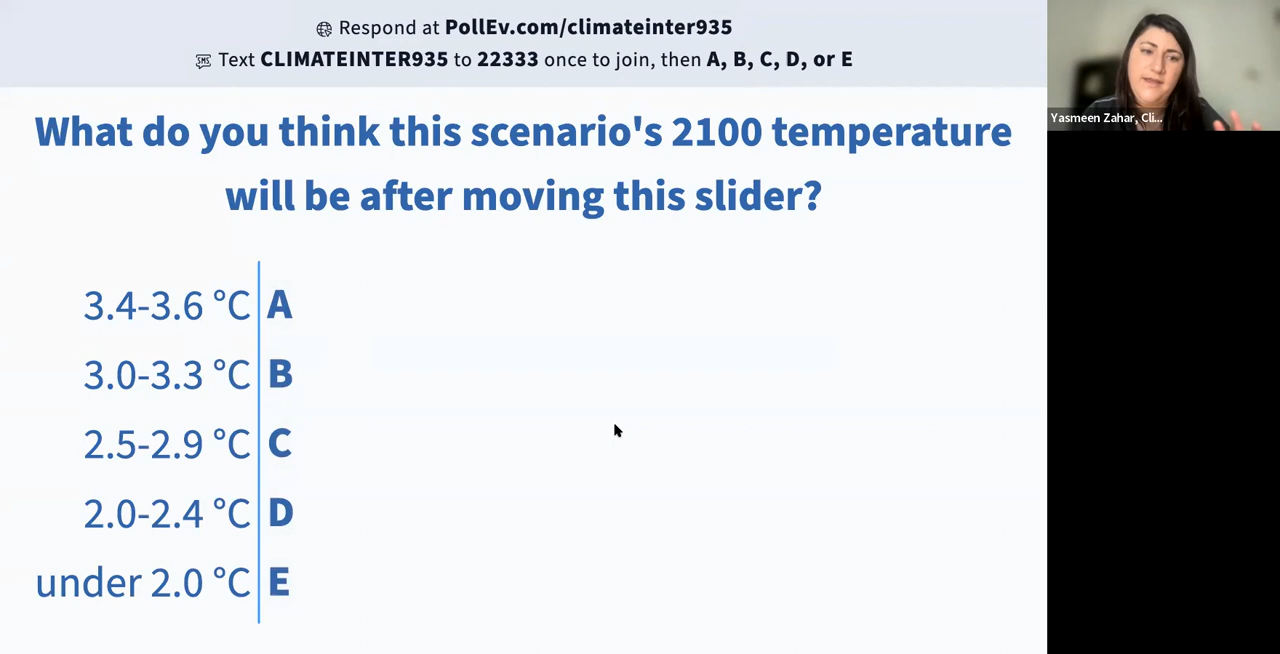 Respond at PollEv.com/climateinter935
SMS Text CLIMATEINTER935 to 22333 once to join, then A, B, C, D, or E
What do you think this scenario's 2100 temperature
will be after moving this slider?
3.4-3.6 °C A
3.0-3.3 °C B
2.5-2.9 °C C
2.0-2.4 °C D
under 2.0 °C E
Yasmeen Zahar, Cli...